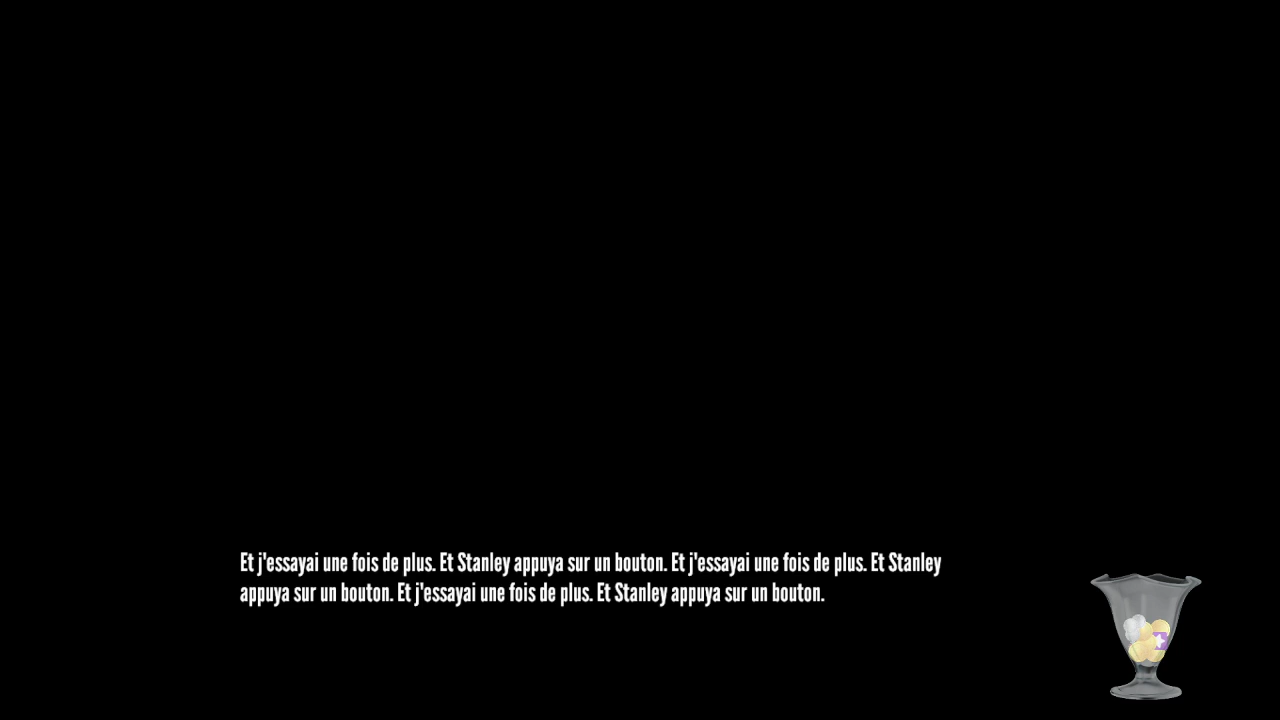 Et j'essayai une fois de plus. Et Stanley appuya sur un bouton. Et j'essayai une fois de plus. Et Stanley
appuya sur un bouton. Et j'essayai une fois de plus. Et Stanley appuya sur un bouton.